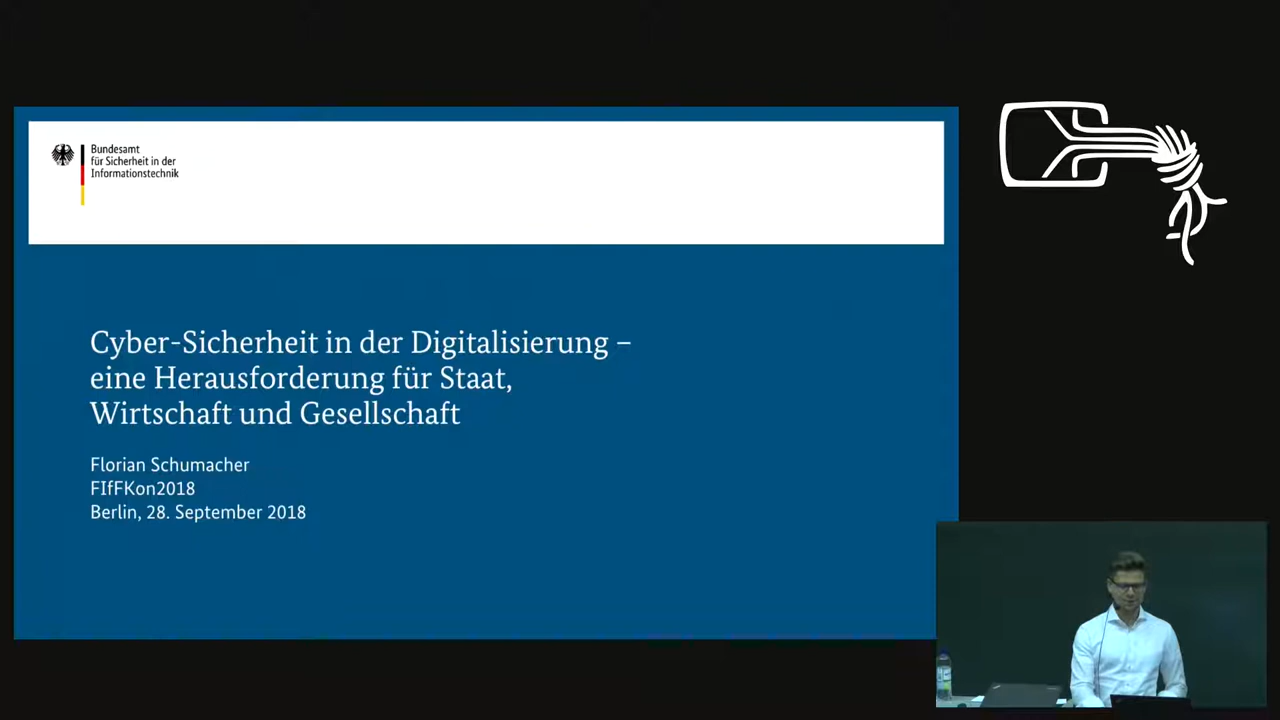 Bundesamt
für Sicherheit in der
Informationstechnik
Cyber-Sicherheit in der Digitalisierung –
eine Herausforderung für Staat,
Wirtschaft und Gesellschaft
Florian Schumacher
FIfFKon2018
Berlin, 28. September 2018